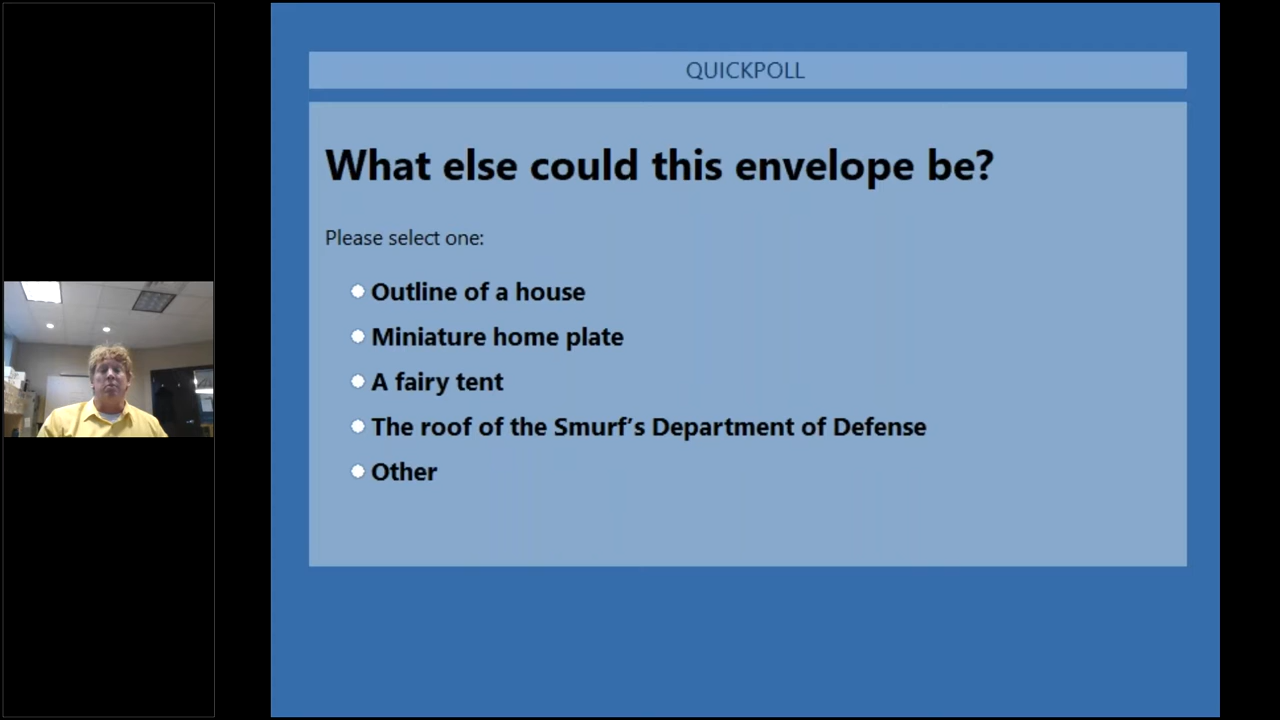 QUICKPOLL
What else could this envelope be?
Please select one:
Outline of a house
Miniature home plate
A fairy tent
The roof of the Smurf’s Department of Defense
Other